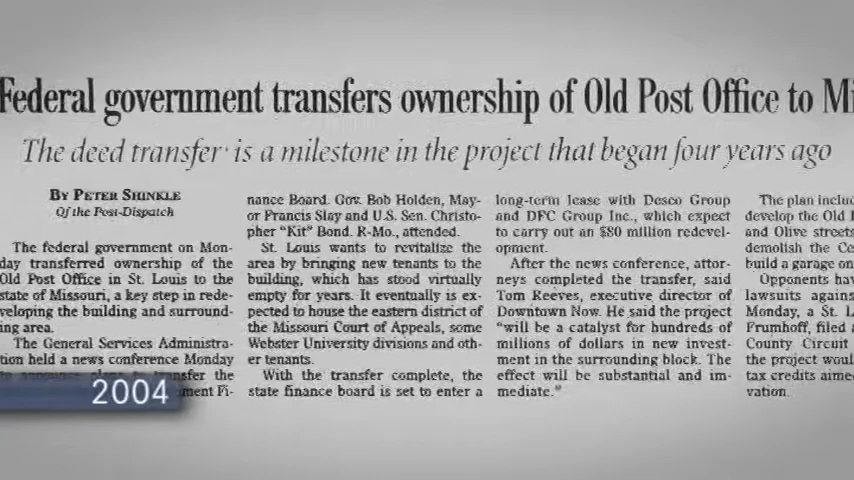 Federal government transfers ownership of Old Post Office to Mi
The deed transfer is a milestone in the project that began four years ago
BY PETER SHINKLE
Of the Post-Dispatch
The federal government on Mon-
day transferred ownership of the
Old Post Office in St. Louis to the
state of Missouri, a key step in rede-
veloping the building and surround-
ing area.
The General Services Administra-
tion held a news conference Monday
to announce plans to transfer the
ment Fi-
nance Board. Gov. Bob Holden, May-
or Francis Slay and U.S. Sen. Christo-
pher "Kit" Bond. R-Mo., attended.
St. Louis wants to revitalize the
area by bringing new tenants to the
building, which has stood virtually
empty for years. It eventually is ex-
pected to house the eastern district of
the Missouri Court of Appeals, some
Webster University divisions and oth-
er tenants.
With the transfer complete, the
state finance board is set to enter a
long-term lease with Desco Group
and DFC Group Inc., which expect
to carry out an $80 million redevel-
opment.
After the news conference, attor-
neys completed the transfer, said
Tom Reeves, executive director of
Downtown Now. He said the project
"will be a catalyst for hundreds of
millions of dollars in new invest-
ment in the surrounding block. The
effect will be substantial and im-
mediate."
The plan includ
develop the Old P
and Olive streets
demolish the Ce
build a garage on
Opponents hav
lawsuits agains
Monday, a St. L
Frumhoff, filed a
County Circuit
the project woul
tax credits aime
vation.
2004